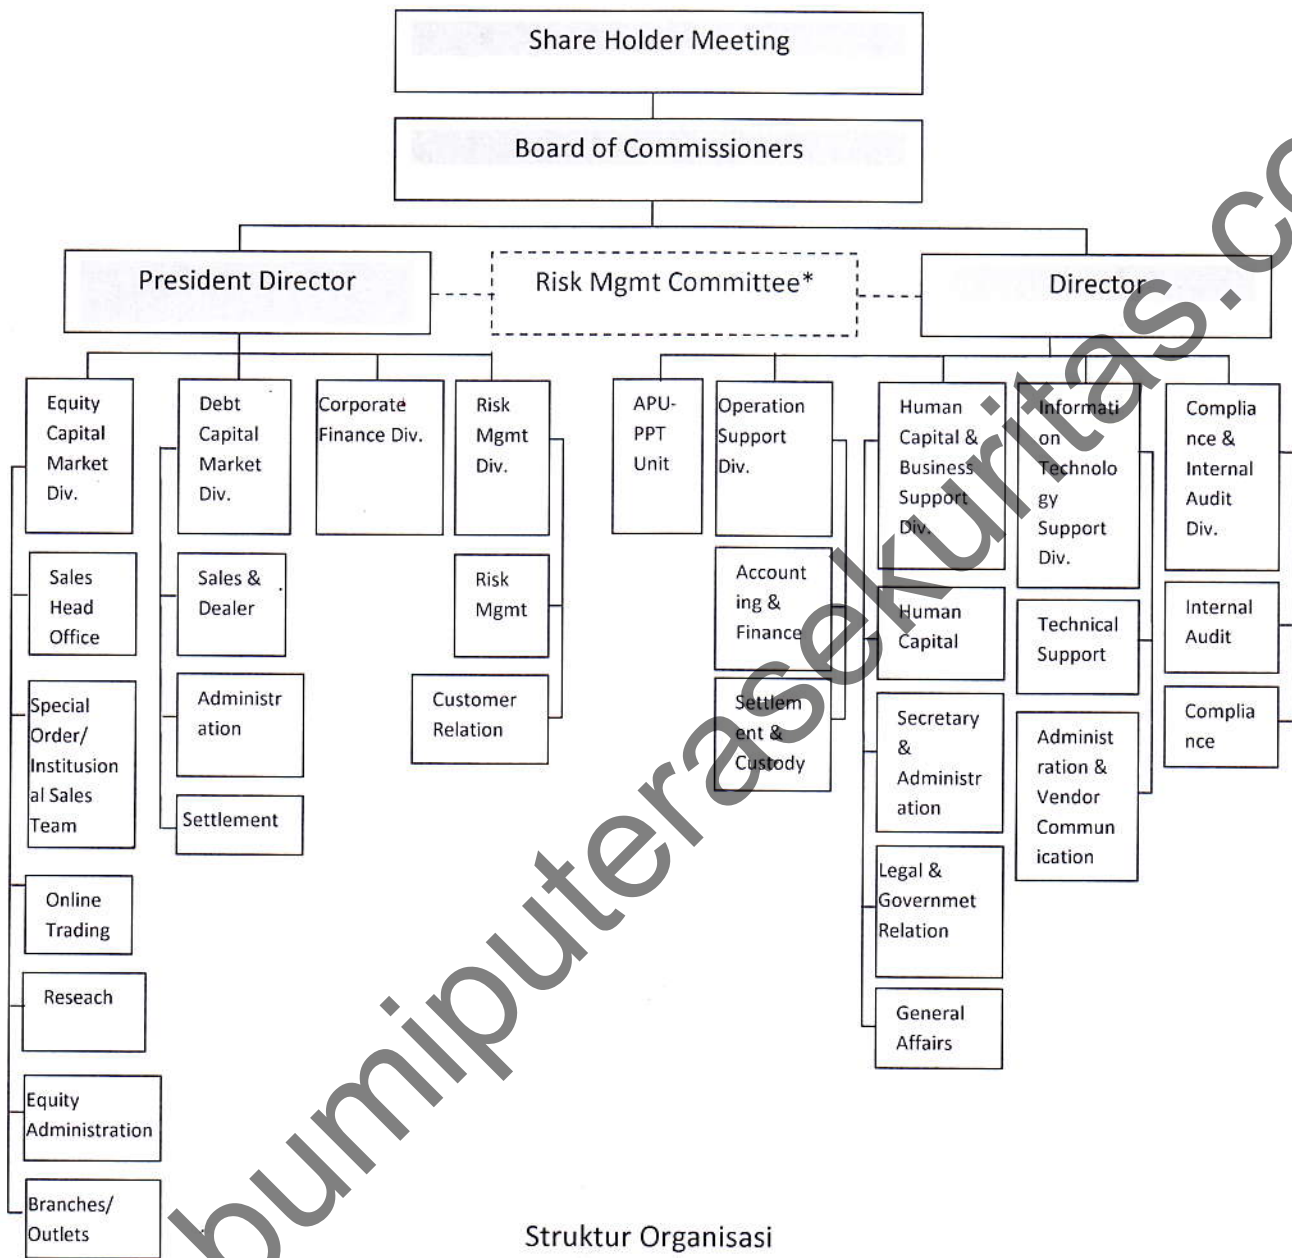 Share Holder Meeting
Board of Commissioners
President Director
Risk Mgmt Committee*
Director
Equity
Capital
Market
Div.
Debt
Capital
Market
Div.
Corporate
Finance Div.
Risk
Mgmt
Div.
APU-
PPT
Unit
Operation
Support
Div.
Human
Capital &
Business
Support
Div.
Informati
on
Technolo
gy
Support
Div.
Complia
nce &
Internal
Audit
Div.
Sales
Head
Office
Sales &
Dealer
Risk
Mgmt
Account
ing &
Finance
Human
Capital
Technical
Support
Internal
Audit
Special
Order/
Institusion
al Sales
Team
Administr
ation
Customer
Relation
Settlem
ent &
Custody
Secretary
&
Administr
ation
Administ
ration &
Vendor
Commun
ication
Complia
nce
Settlement
Online
Trading
Legal &
Governmet
Relation
Reseach
General
Affairs
Equity
Administration
Branches/
Outlets
Struktur Organisasi
bumiputerasekuritas.co